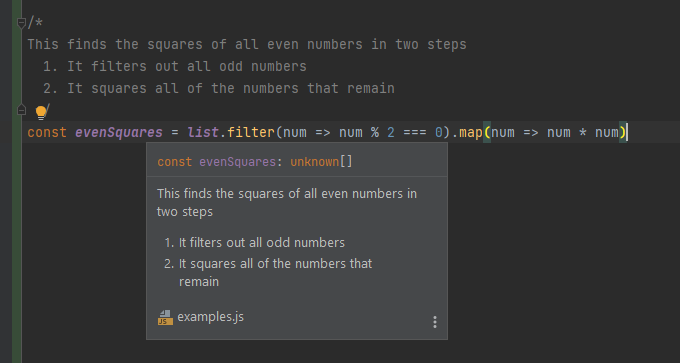 /*
This finds the squares of all even numbers in two steps
1. It filters out all odd numbers
2. It squares all of the numbers that remain
/
const evenSquares = list.filter(num => num % 2 === 0).map(num => num * num)
const evenSquares: unknown[]
This finds the squares of all even numbers in
two steps
1. It filters out all odd numbers
2. It squares all of the numbers that
remain
JS examples.js